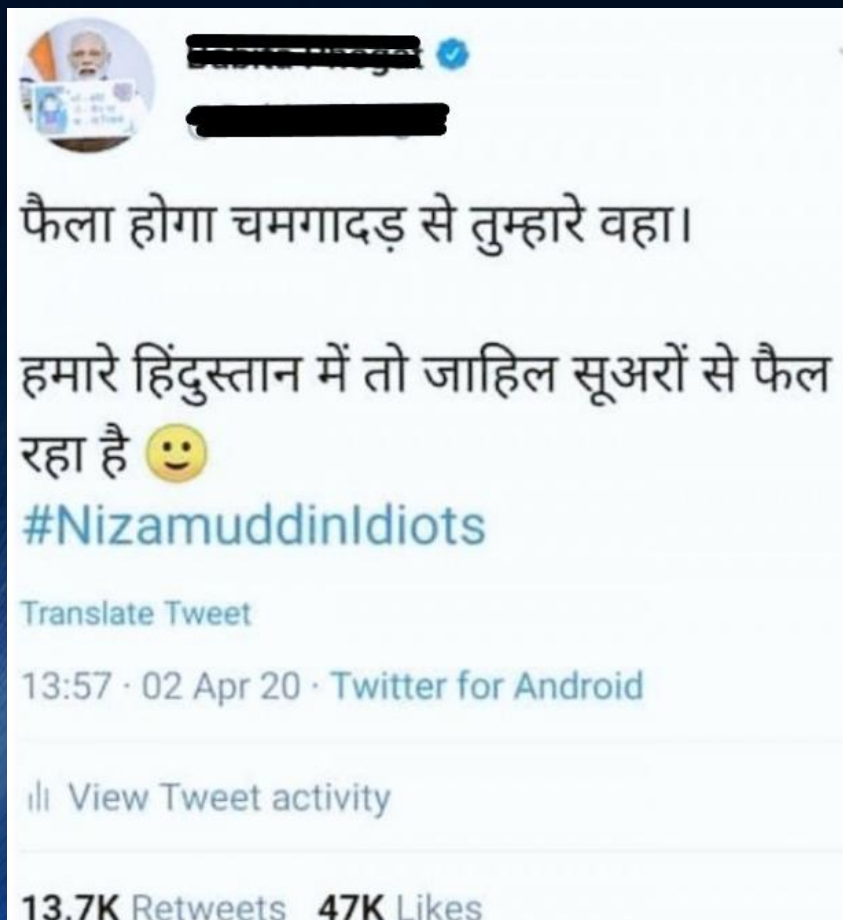 फैला होगा चमगादड़ से तुम्हारे वहा।
हमारे हिंदुस्तान में तो जाहिल सूअरों से फैल
रहा है 🙂
#NizamuddinIdiots
Translate Tweet
13:57 · 02 Apr 20 · Twitter for Android
View Tweet activity
13.7K Retweets 47K Likes